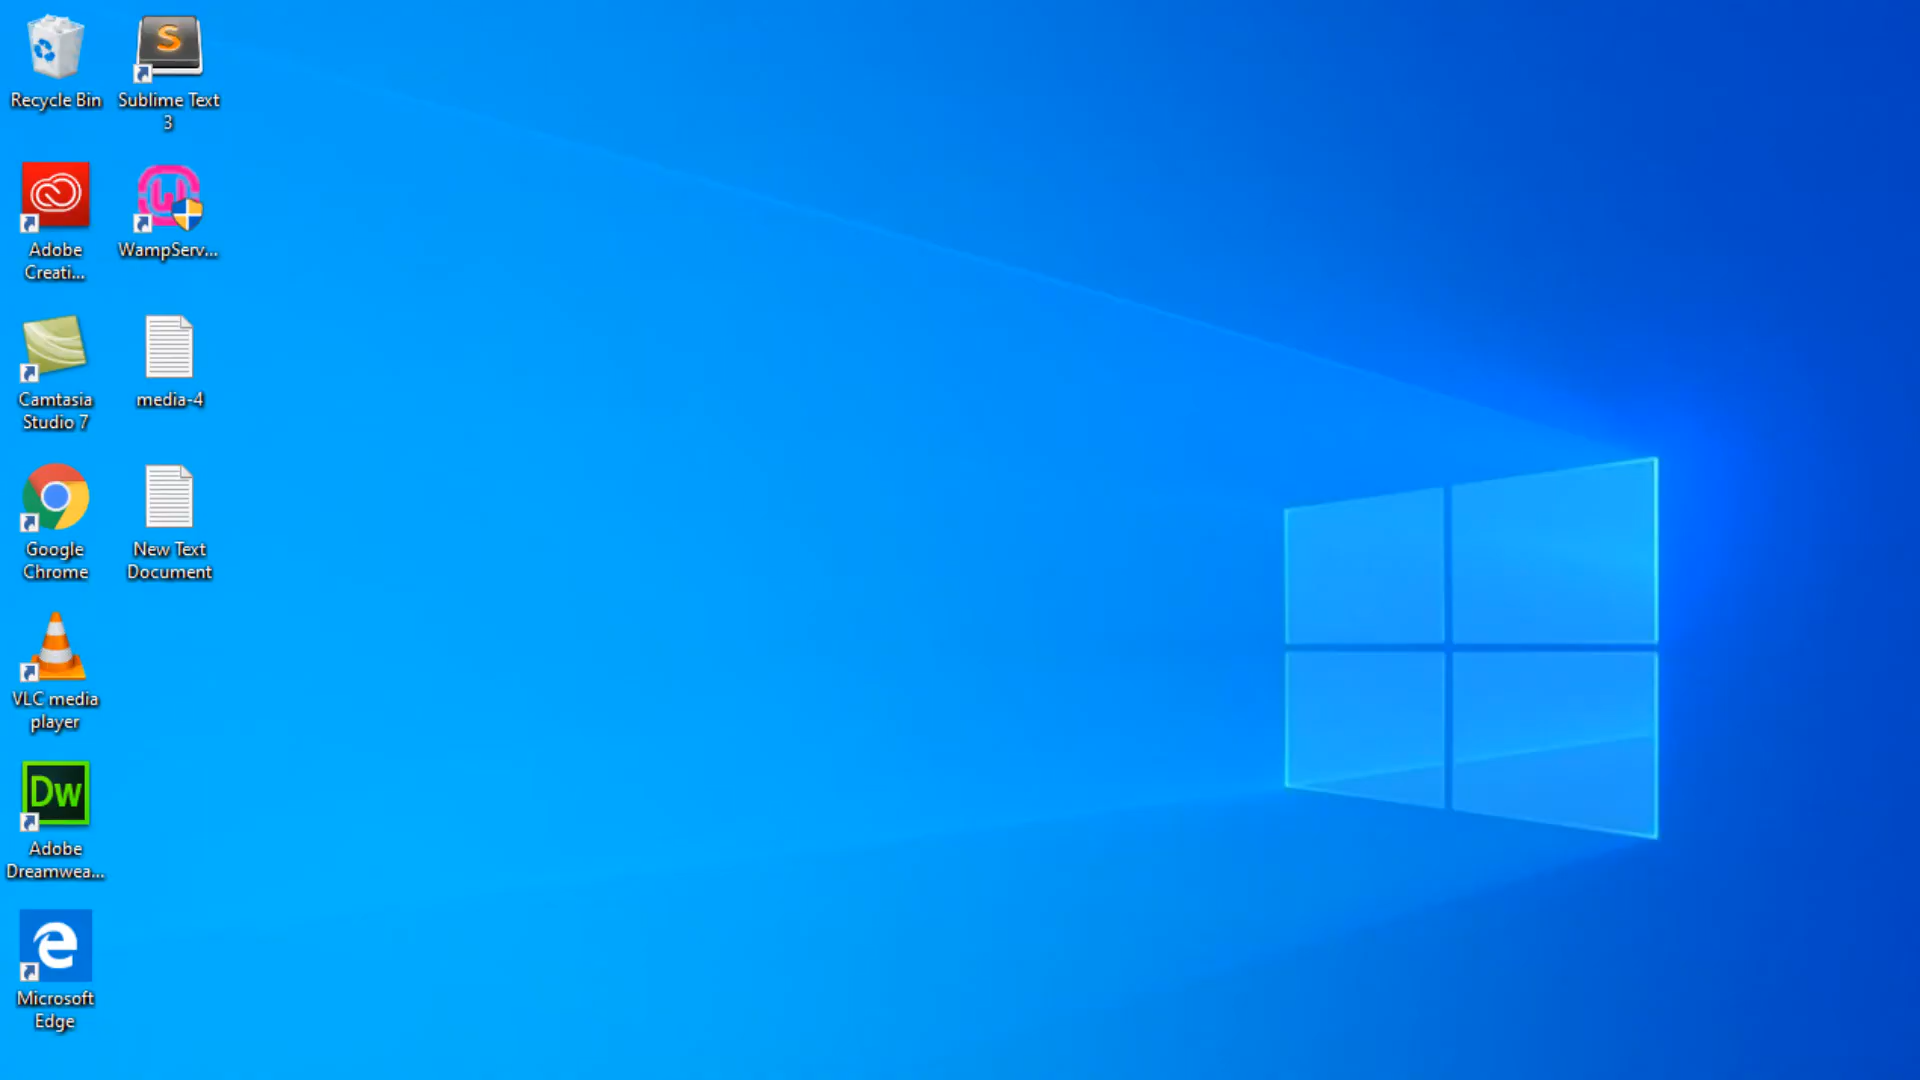 Recycle Bin
Sublime Text
3
Adobe
Creati...
WampServ...
Camtasia
Studio 7
media-4
Google
Chrome
New Text
Document
VLC media
player
Dw
Adobe
Dreamwea...
Microsoft
Edge